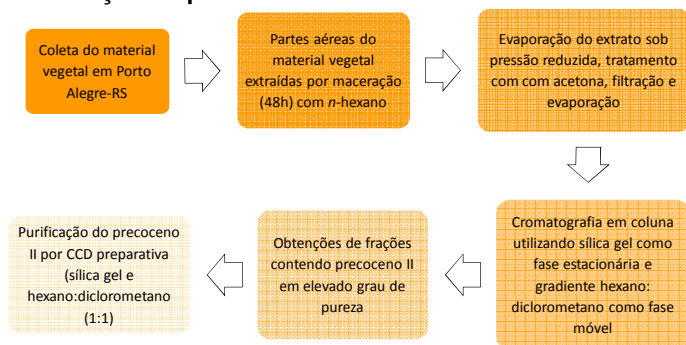 Coleta do material
vegetal em Porto
Alegre-RS
Partes aéreas do
material vegetal
extraídas por maceração
(48h) com n-hexano
Evaporação do extrato sob
pressão reduzida, tratamento
com com acetona, filtração e
evaporação
Cromatografia em coluna
utilizando sílica gel como
fase estacionária e
gradiente hexano:
diclorometano como fase
móvel
Obtenções de frações
contendo precoceno II
em elevado grau de
pureza
Purificação do precoceno
II por CCD preparativa
(sílica gel e
hexano:diclorometano
(1:1)